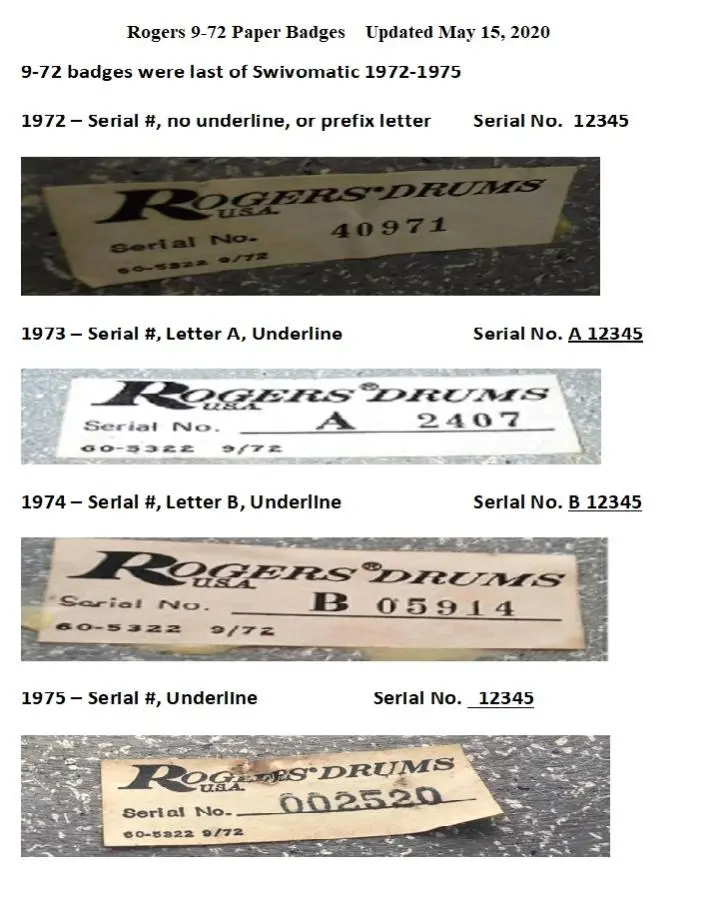 Rogers 9-72 Paper Badges Updated May 15, 2020
9-72 badges were last of Swivomatic 1972-1975
1972 – Serial #, no underline, or prefix letter Serial No. 12345
ROGERS® DRUMS
U.S.A.
Serial No. 40971
60-5322 9/72
1973 – Serial #, Letter A, Underline Serial No. A 12345
ROGERS® DRUMS
U.S.A.
Serial No. A 2407
60-5322 9/72
1974 – Serial #, Letter B, Underline Serial No. B 12345
ROGERS® DRUMS
U.S.A.
Serial No. B 05914
60-5322 9/72
1975 – Serial #, Underline Serial No. 12345
ROGERS® DRUMS
U.S.A.
Serial No. 002520
60-5322 9/72